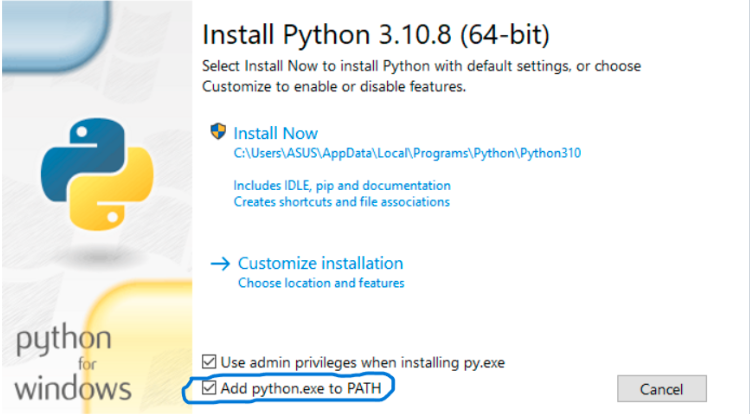 Install Python 3.10.8 (64-bit)
Select Install Now to install Python with default settings, or choose
Customize to enable or disable features.
Install Now
C:\Users\ASUS\AppData\Local\Programs\Python\Python310
Includes IDLE, pip and documentation
Creates shortcuts and file associations
Customize installation
Choose location and features
python
for
windows
Use admin privileges when installing py.exe
Add python.exe to PATH
Cancel